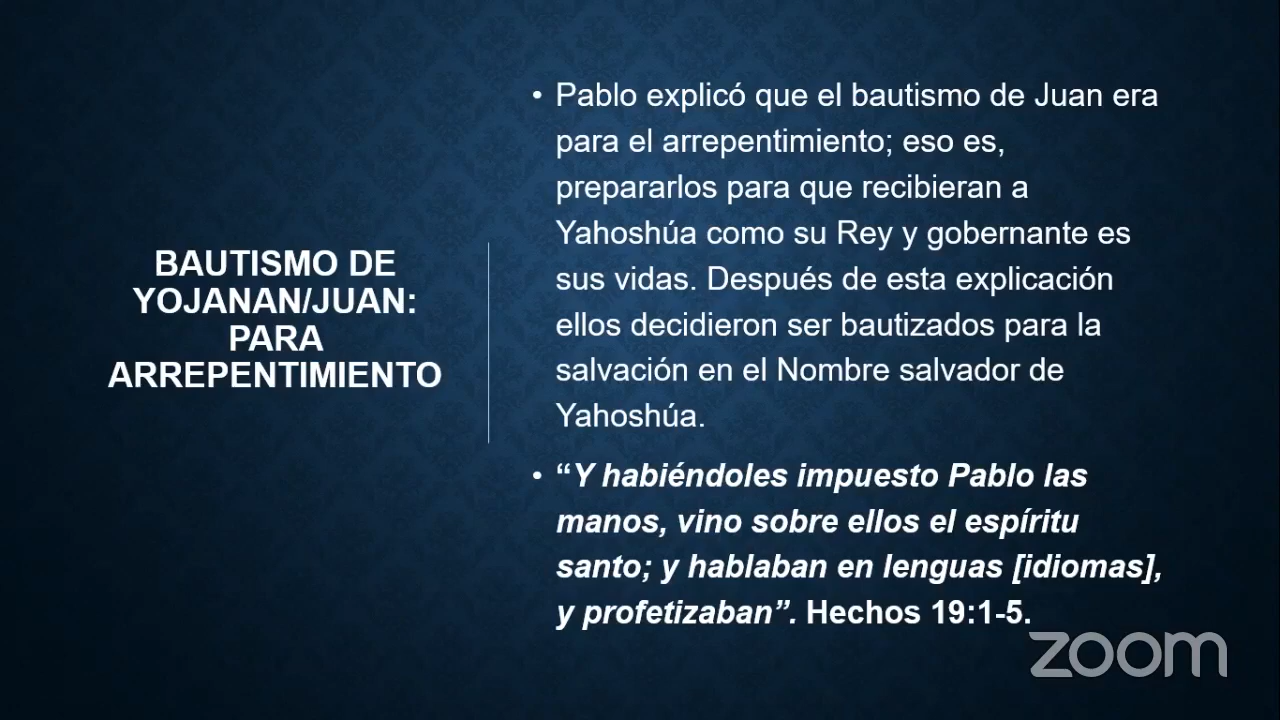 BAUTISMO DE
YOJANAN/JUAN:
PARA
ARREPENTIMIENTO
• Pablo explicó que el bautismo de Juan era
para el arrepentimiento; eso es,
prepararlos para que recibieran a
Yahoshúa como su Rey y gobernante es
sus vidas. Después de esta explicación
ellos decidieron ser bautizados para la
salvación en el Nombre salvador de
Yahoshúa.
• “Y habiéndoles impuesto Pablo las
manos, vino sobre ellos el espíritu
santo; y hablaban en lenguas [idiomas],
y profetizaban”. Hechos 19:1-5.
zoom